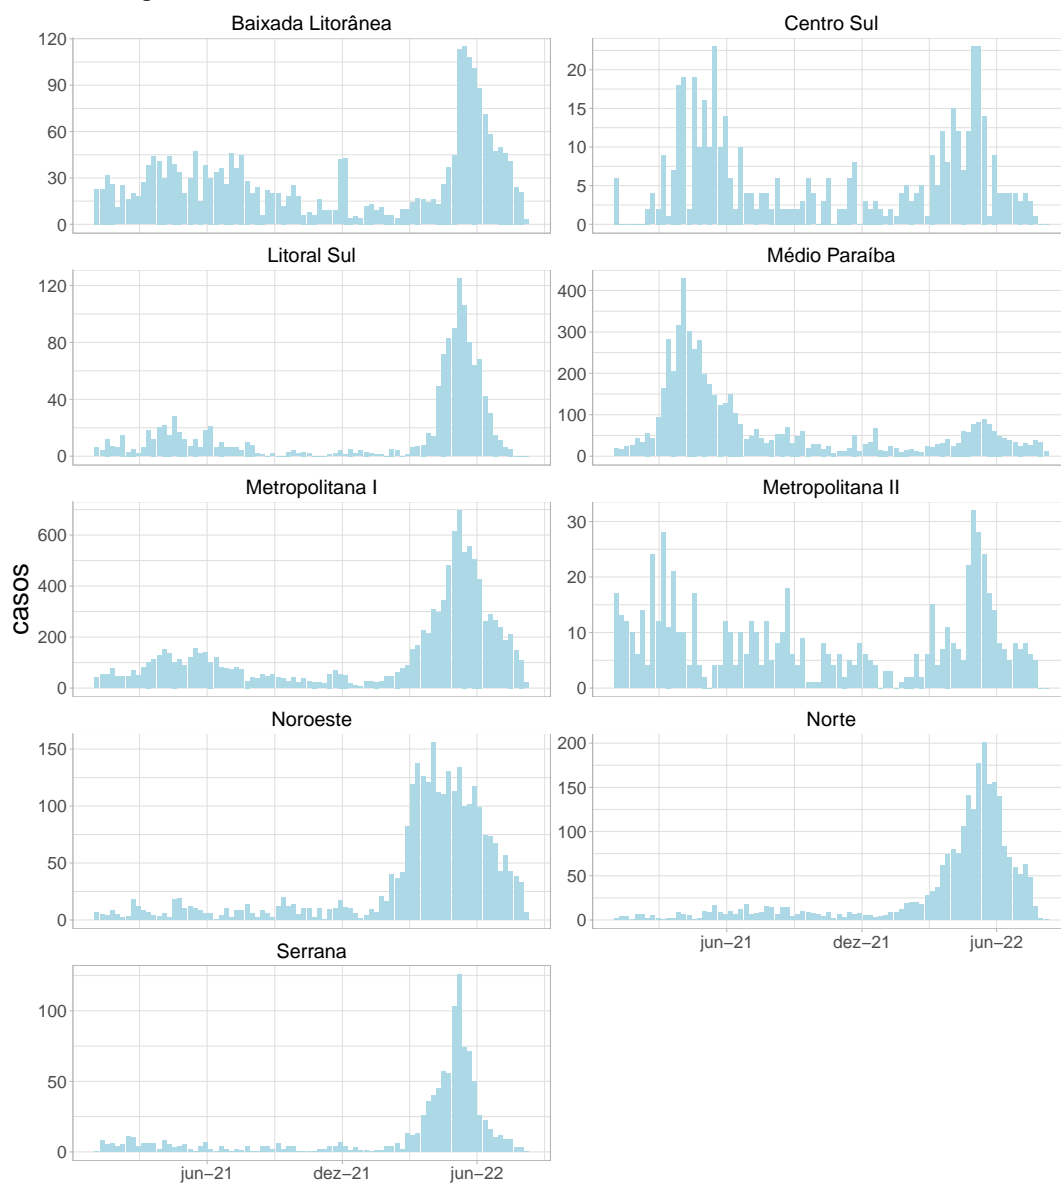 Baixada Litorânea
Centro Sul
120
90
60
30
0
20
15
10
5
0
Litoral Sul
Médio Paraíba
120
80
40
0
400
300
200
100
0
Metropolitana I
Metropolitana II
600
400
200
0
30
20
10
0
casos
Noroeste
Norte
150
100
50
0
200
150
100
50
0
jun−21
dez−21
jun−22
Serrana
100
50
0
jun−21
dez−21
jun−22